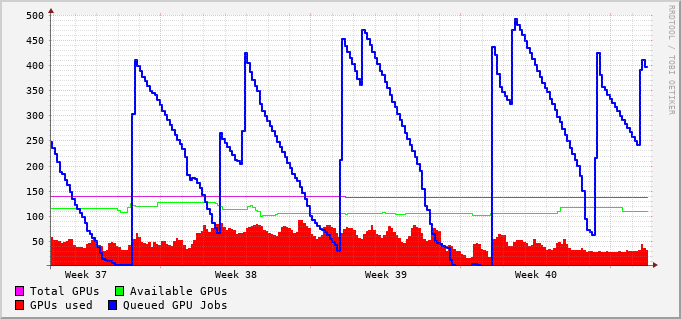 500
450
400
350
300
250
200
150
100
50
Week 37 Week 38 Week 39 Week 40
Total GPUs Available GPUs
GPUs used Queued GPU Jobs
RRDTOOL / TOBI OETIKER